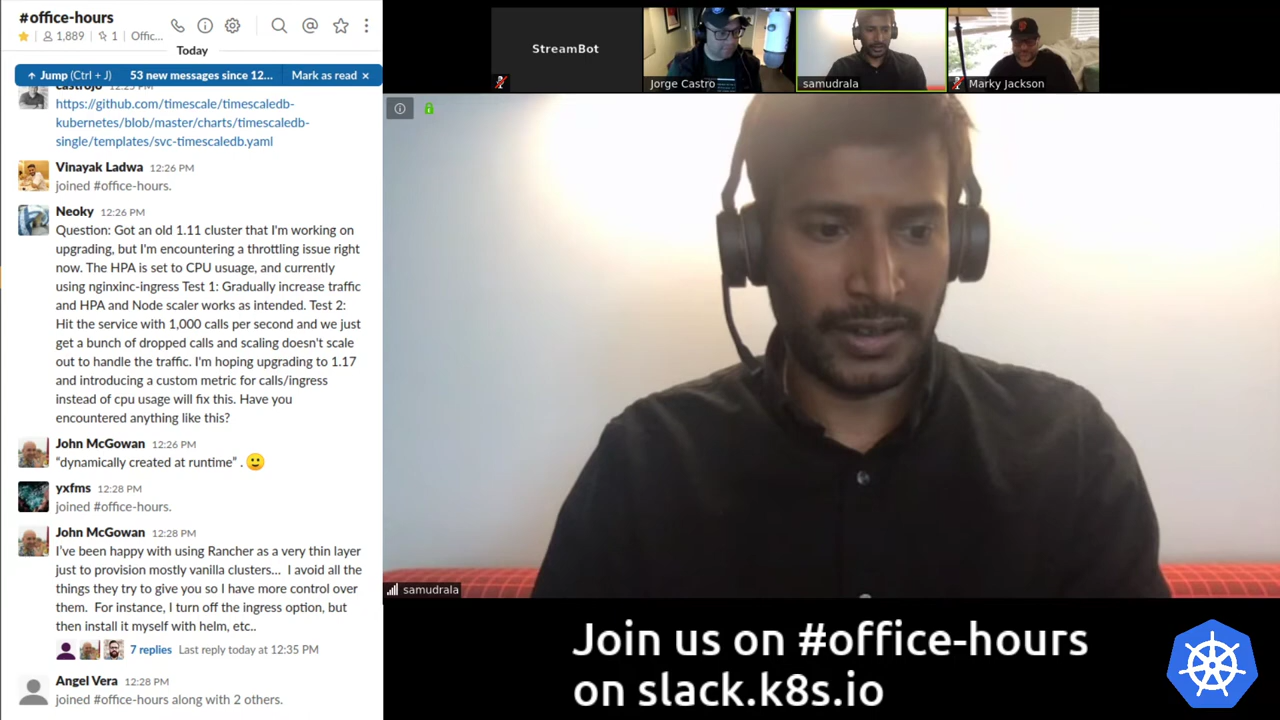 #office-hours
1,889 1 Offic...
Today
Jump (Ctrl + J) 53 new messages since 12... Mark as read ×
castrojo 12:25 PM
https://github.com/timescale/timescaledb-
kubernetes/blob/master/charts/timescaledb-
single/templates/svc-timescaledb.yaml
Vinayak Ladwa 12:26 PM
joined #office-hours.
Neoky 12:26 PM
Question: Got an old 1.11 cluster that I'm working on
upgrading, but I'm encountering a throttling issue right
now. The HPA is set to CPU usuage, and currently
using nginxinc-ingress Test 1: Gradually increase traffic
and HPA and Node scaler works as intended. Test 2:
Hit the service with 1,000 calls per second and we just
get a bunch of dropped calls and scaling doesn't scale
out to handle the traffic. I'm hoping upgrading to 1.17
and introducing a custom metric for calls/ingress
instead of cpu usage will fix this. Have you
encountered anything like this?
John McGowan 12:26 PM
“dynamically created at runtime” .
yxfms 12:28 PM
joined #office-hours.
John McGowan 12:28 PM
I've been happy with using Rancher as a very thin layer
just to provision mostly vanilla clusters... I avoid all the
things they try to give you so I have more control over
them. For instance, I turn off the ingress option, but
then install it myself with helm, etc..
7 replies Last reply today at 12:35 PM
Angel Vera 12:28 PM
joined #office-hours along with 2 others.
StreamBot
Jorge Castro
samudrala
Marky Jackson
samudrala
Join us on #office-hours
on slack.k8s.io